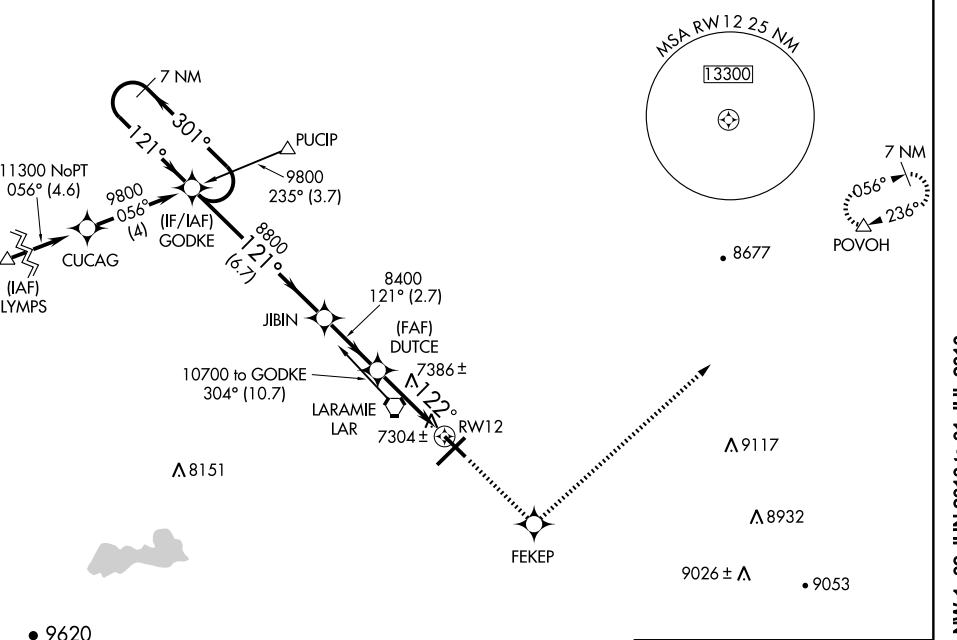 MSA RW12 25 NM
13300
7 NM
301°
121°
PUCIP
9800
235° (3.7)
11300 NoPT
056° (4.6)
9800
056°
(4)
(IF/IAF)
GODKE
CUCAG
(IAF)
LYMPS
7 NM
056°
236°
POVOH
8677
8800
121°
(6.7)
8400
121° (2.7)
JIBIN
(FAF)
DUTCE
10700 to GODKE
304° (10.7)
7386 ±
122°
LARAMIE
LAR
7304 ±
RW12
8151
9117
8932
FEKEP
9026 ±
9053
9620